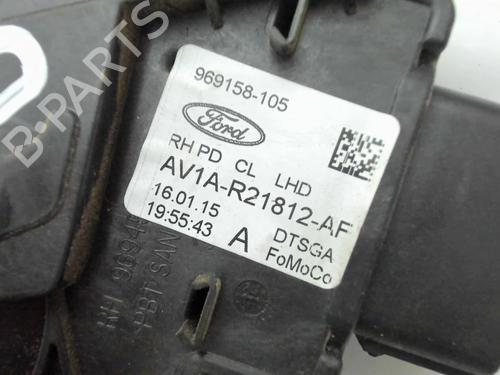 B-PARTS
969158-105
Ford
RH PD CL LHD
AV1A-R21812-AF
16.01.15
19:55:43 A DTSGA
FoMoCo
B-PARTS